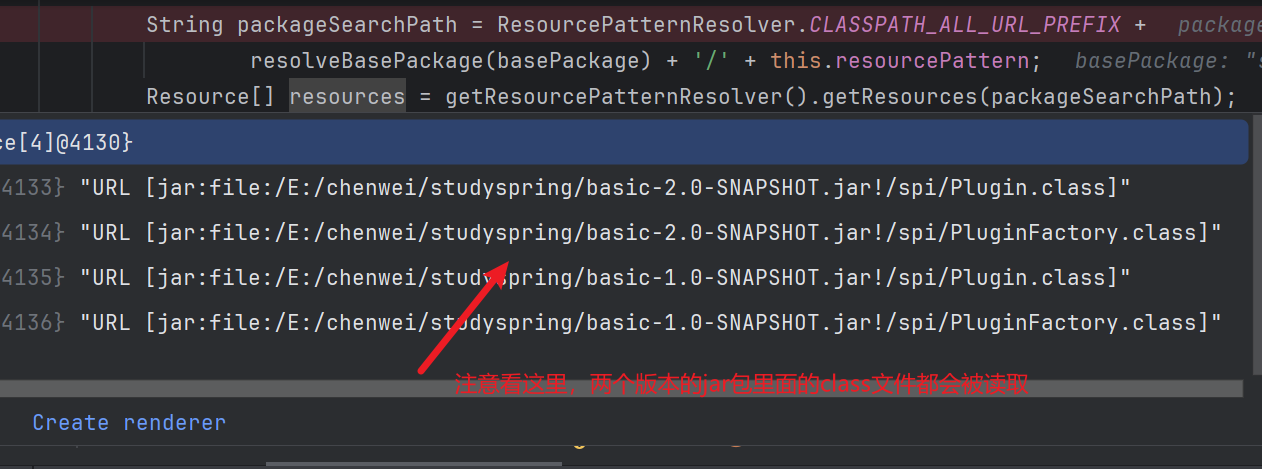 String packageSearchPath = ResourcePatternResolver.CLASSPATH_ALL_URL_PREFIX + package
resolveBasePackage(basePackage) + '/' + this.resourcePattern; basePackage: "s
Resource[] resources = getResourcePatternResolver().getResources(packageSearchPath);
ce[4]@4130}
4133} "URL [jar:file:/E:/chenwei/studyspring/basic-2.0-SNAPSHOT.jar!/spi/Plugin.class]"
4134} "URL [jar:file:/E:/chenwei/studyspring/basic-2.0-SNAPSHOT.jar!/spi/PluginFactory.class]"
4135} "URL [jar:file:/E:/chenwei/studyspring/basic-1.0-SNAPSHOT.jar!/spi/Plugin.class]"
4136} "URL [jar:file:/E:/chenwei/studyspring/basic-1.0-SNAPSHOT.jar!/spi/PluginFactory.class]"
注意看这里，两个版本的jar包里面的class文件都会被读取
Create renderer